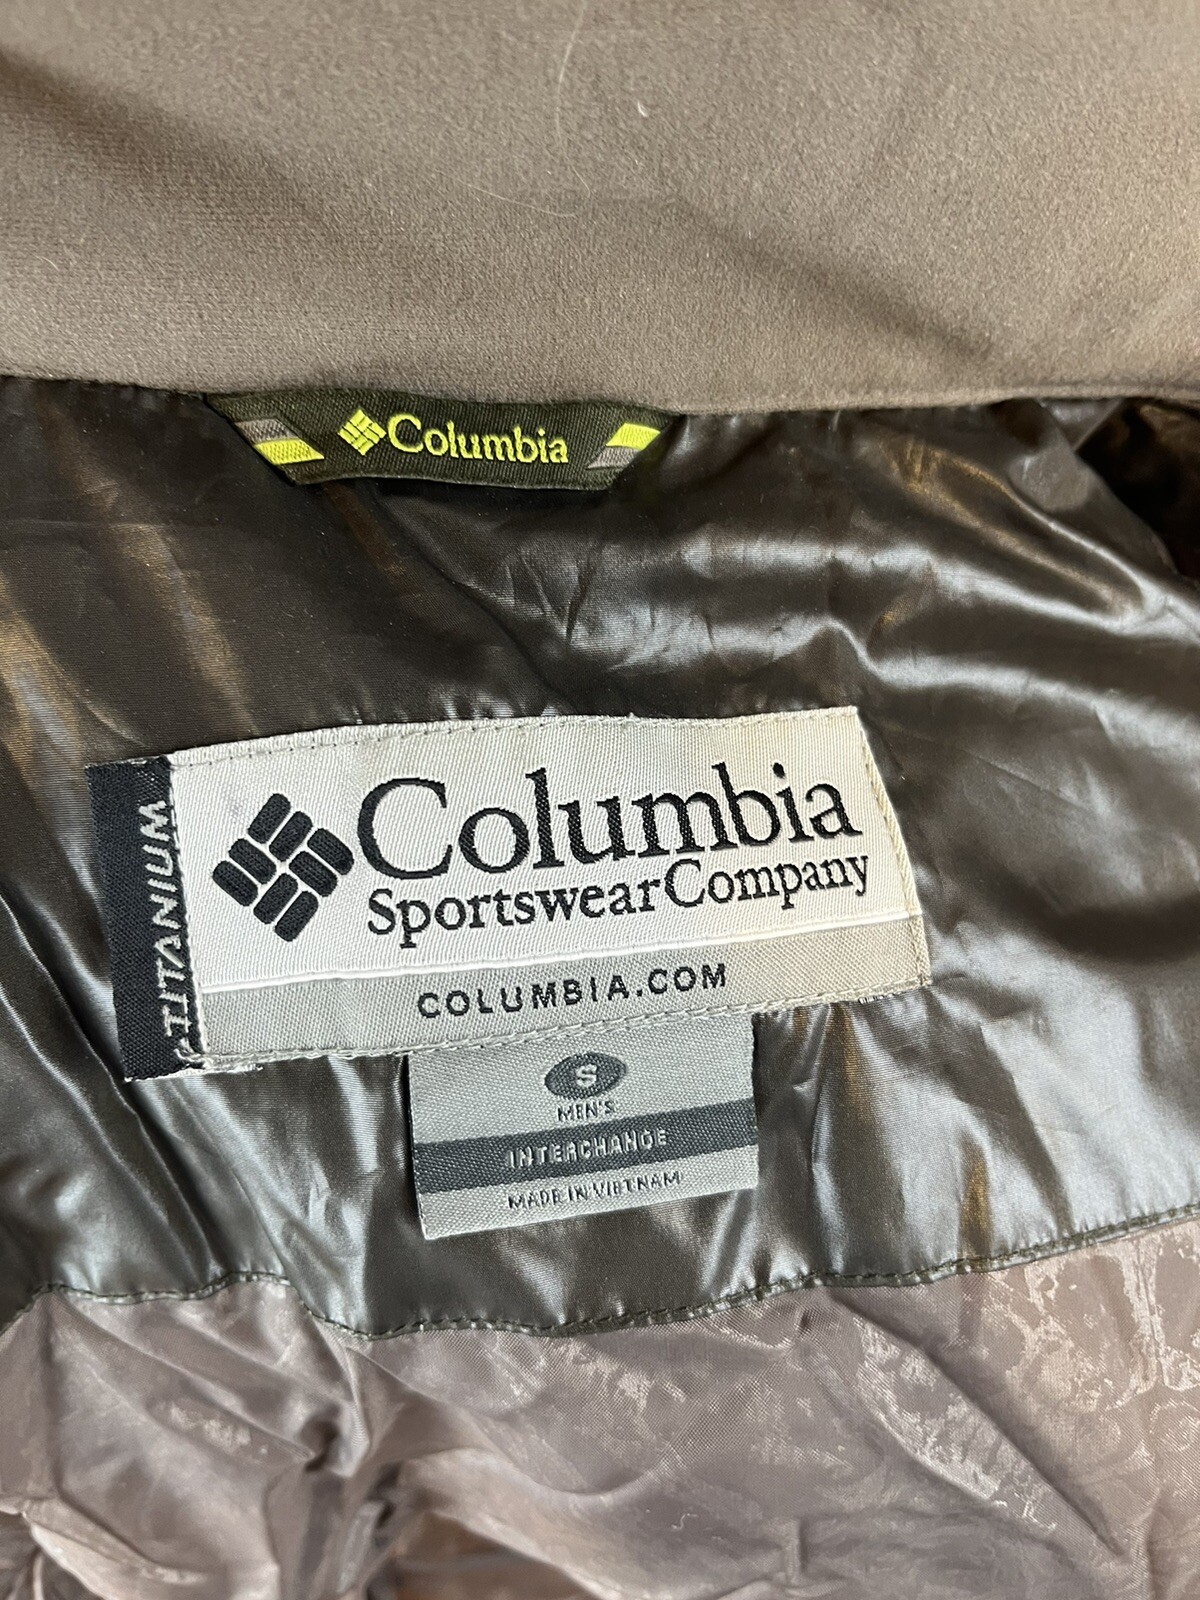 Columbia
TITANIUM
Columbia
Sportswear Company
COLUMBIA.COM
S
MEN'S
INTERCHANGE
MADE IN VIETNAM